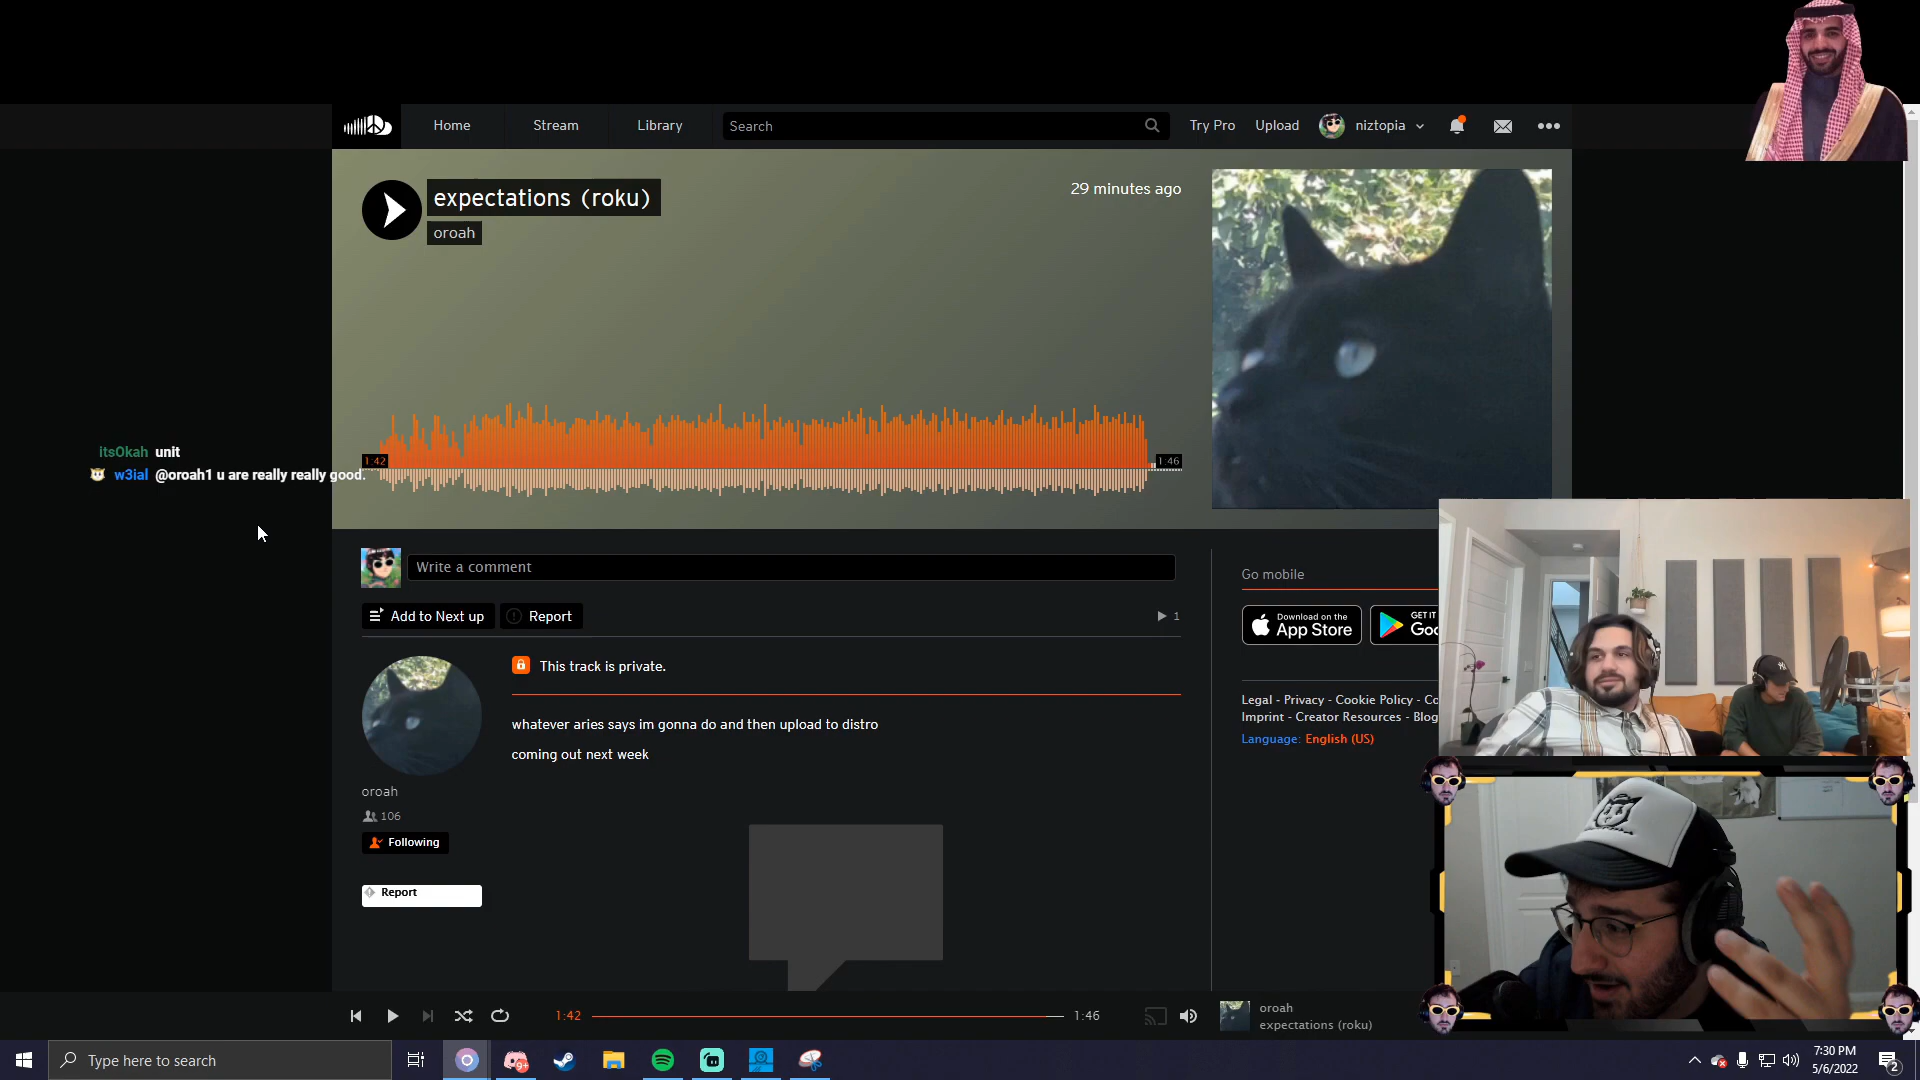 Home
Stream
Library
Search
Try Pro
Upload
niztopia
expectations (roku)
oroah
29 minutes ago
1:42
1:46
itsOkah unit
w3ial @oroah1 u are really really good.
Write a comment
Add to Next up
Report
1
This track is private.
whatever aries says im gonna do and then upload to distro
coming out next week
oroah
106
Following
Report
Go mobile
Download on the
App Store
GET IT
Goo
Legal - Privacy - Cookie Policy - Co
Imprint - Creator Resources - Blog
Language: English (US)
1:42
1:46
oroah
expectations (roku)
Type here to search
9+
7:30 PM
5/6/2022
2